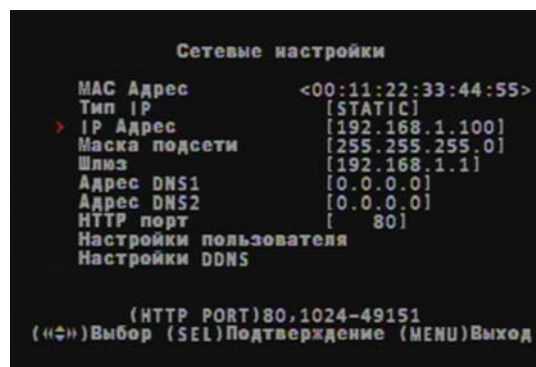 Сетевые настройки
MAC Адрес <00:11:22:33:44:55>
Тип IP [STATIC]
> IP Адрес [192.168.1.100]
Маска подсети [255.255.255.0]
Шлюз [192.168.1.1]
Адрес DNS1 [0.0.0.0]
Адрес DNS2 [0.0.0.0]
HTTP порт [ 80]
Настройки пользователя
Настройки DDNS
(HTTP PORT)80,1024-49151
(«◆»)Выбор (SEL)Подтверждение (MENU)Выход